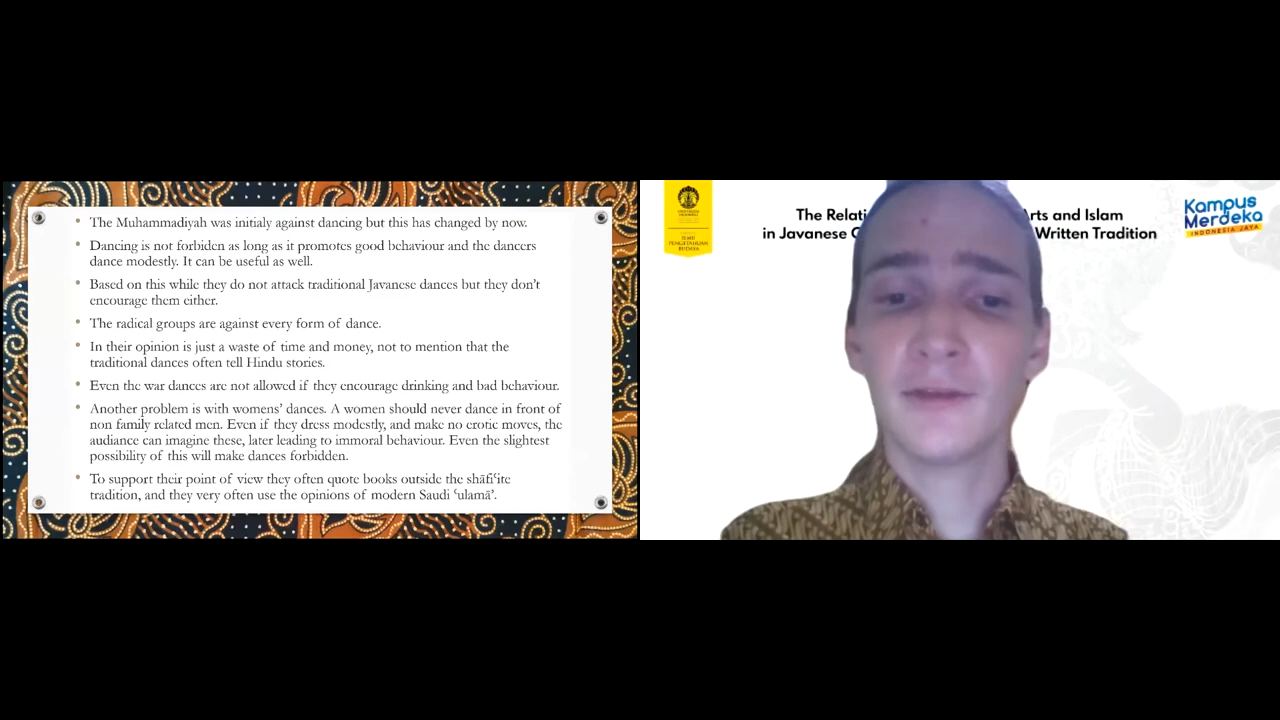 The Muhammadiyah was initialy against dancing but this has changed by now.
Dancing is not forbiden as long as it promotes good behaviour and the dancers
dance modestly. It can be useful as well.
Based on this while they do not attack traditional Javanese dances but they don't
encourage them either.
The radical groups are against every form of dance.
In their opinion is just a waste of time and money, not to mention that the
traditional dances often tell Hindu stories.
Even the war dances are not allowed if they encourage drinking and bad behaviour.
Another problem is with womens' dances. A women should never dance in front of
non family related men. Even if they dress modestly, and make no erotic moves, the
audience can imagine these, later leading to immoral behaviour. Even the slightest
possibility of this will make dances forbidden.
To support their point of view they often quote books outside the shāfiʿite
tradition, and they very often use the opinions of modern Saudi ʿulamāʾ.
ILMU
PENGETAHUAN
BUDAYA
The Relati Arts and Islam
in Javanese Written Tradition
Kampus
Merdeka
INDONESIA JAYA